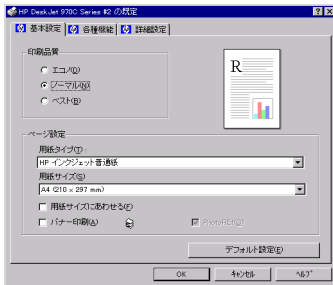 HP DeskJet 970C Series #2 の既定
基本設定 各種機能 詳細設定
印刷品質
エコノ(D)
ノーマル(N)
ベスト(B)
R
ページ設定
用紙タイプ(T):
HP インクジェット普通紙
用紙サイズ(S)
A4 (210 x 297 mm)
用紙サイズにあわせる(F)
バナー印刷(A) PhotoREt(O)
デフォルト設定(E)
OK キャンセル ヘルプ